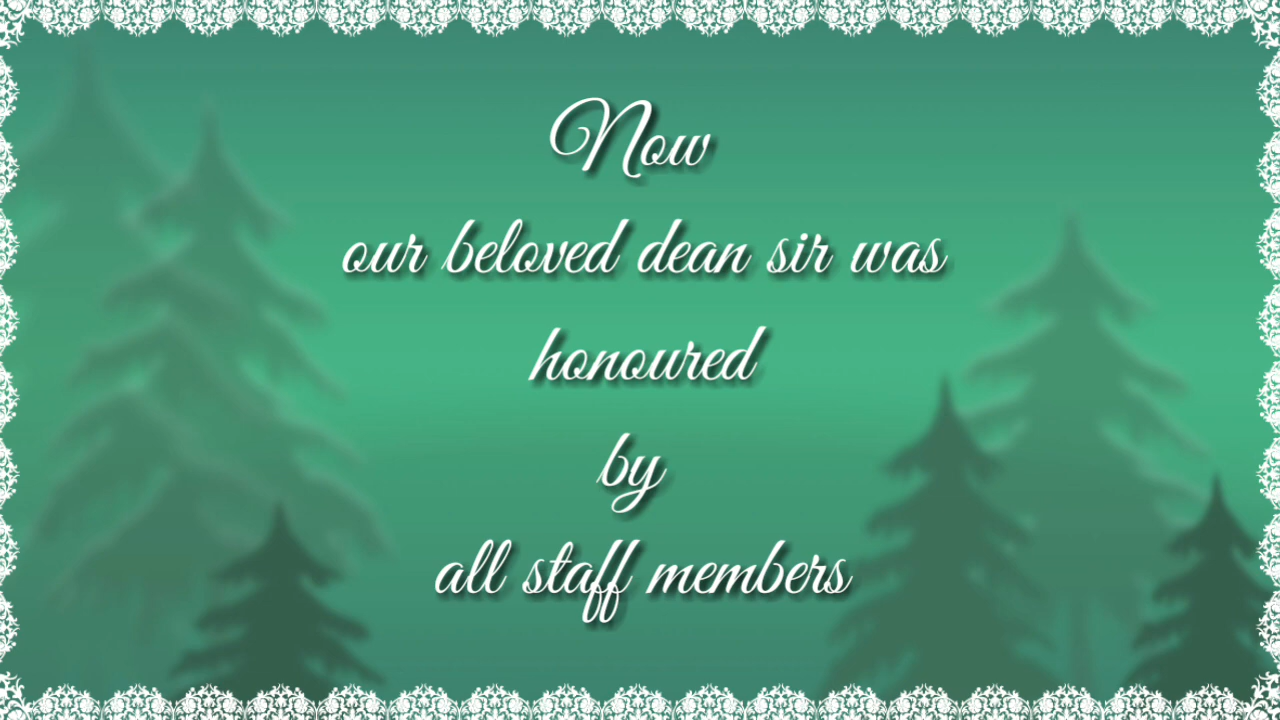 Now
our beloved dean sir was
honoured
by
all staff members